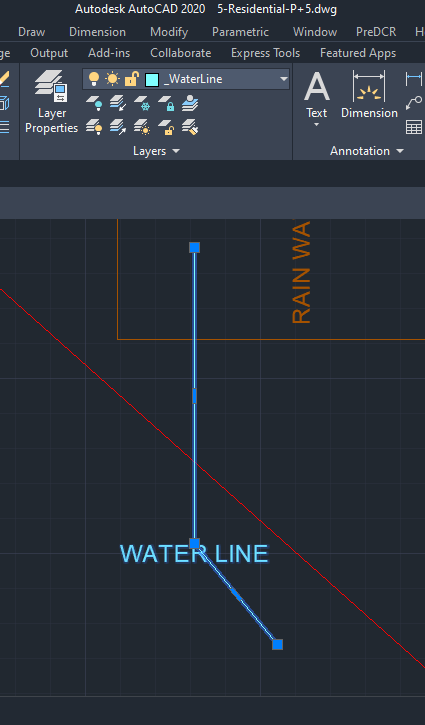 Autodesk AutoCAD 2020 5-Residential-P+5.dwg
Draw Dimension Modify Parametric Window PreDCR
Output Add-ins Collaborate Express Tools Featured Apps
_WaterLine
Layer
Properties
Text
Dimension
Layers
Annotation
RAIN WA
WATER LINE